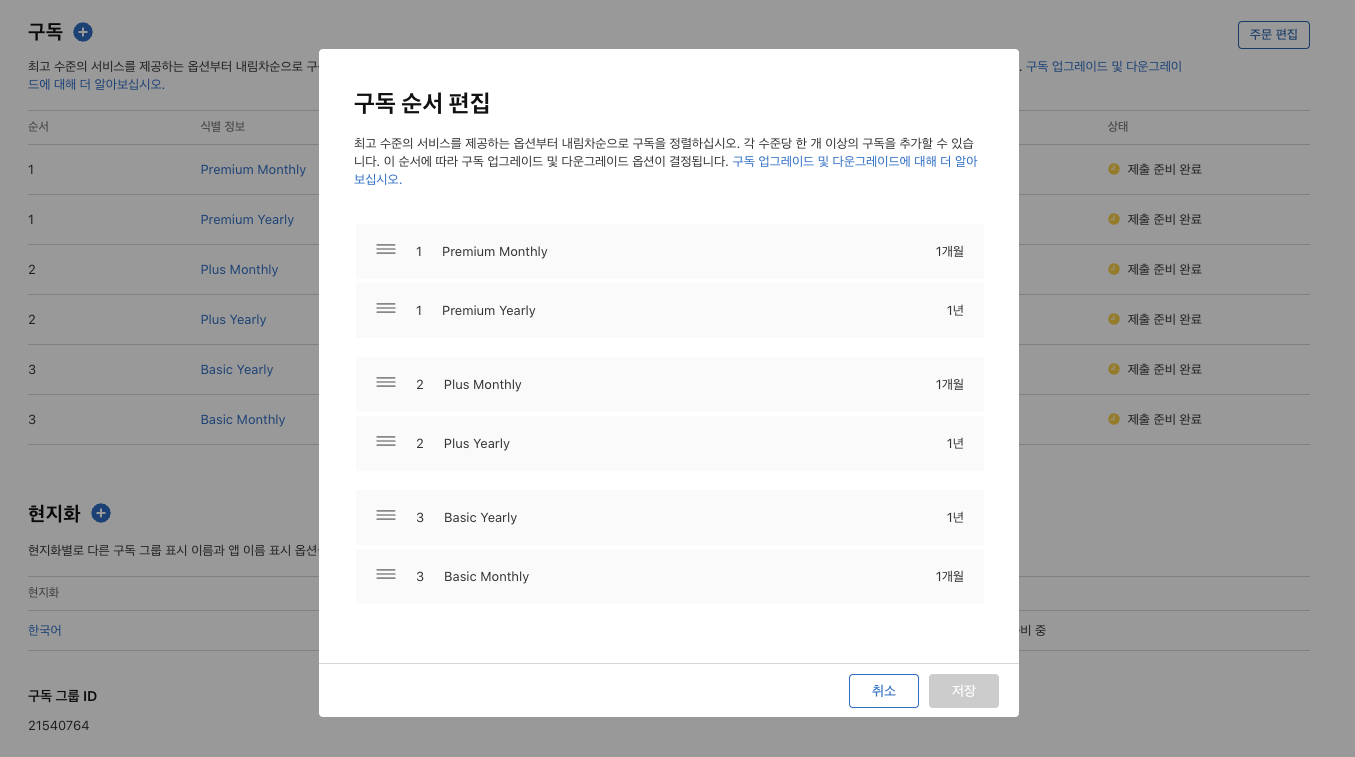 구독
주문 편집
최고 수준의 서비스를 제공하는 옵션부터 내림차순으로
. 구독 업그레이드 및 다운그레이
드에 대해 더 알아보십시오.
순서 식별 정보 상태
1 Premium Monthly 제출 준비 완료
1 Premium Yearly 제출 준비 완료
2 Plus Monthly 제출 준비 완료
2 Plus Yearly 제출 준비 완료
3 Basic Yearly 제출 준비 완료
3 Basic Monthly 제출 준비 완료
현지화
현지화별로 다른 구독 그룹 표시 이름과 앱 이름 표시
현지화
한국어
중
구독 그룹 ID
21540764
구독 순서 편집
최고 수준의 서비스를 제공하는 옵션부터 내림차순으로 구독을 정렬하십시오. 각 수준당 한 개 이상의 구독을 추가할 수 있습
니다. 이 순서에 따라 구독 업그레이드 및 다운그레이드 옵션이 결정됩니다. 구독 업그레이드 및 다운그레이드에 대해 더 알아
보십시오.
1 Premium Monthly 1개월
1 Premium Yearly 1년
2 Plus Monthly 1개월
2 Plus Yearly 1년
3 Basic Yearly 1년
3 Basic Monthly 1개월
취소 저장